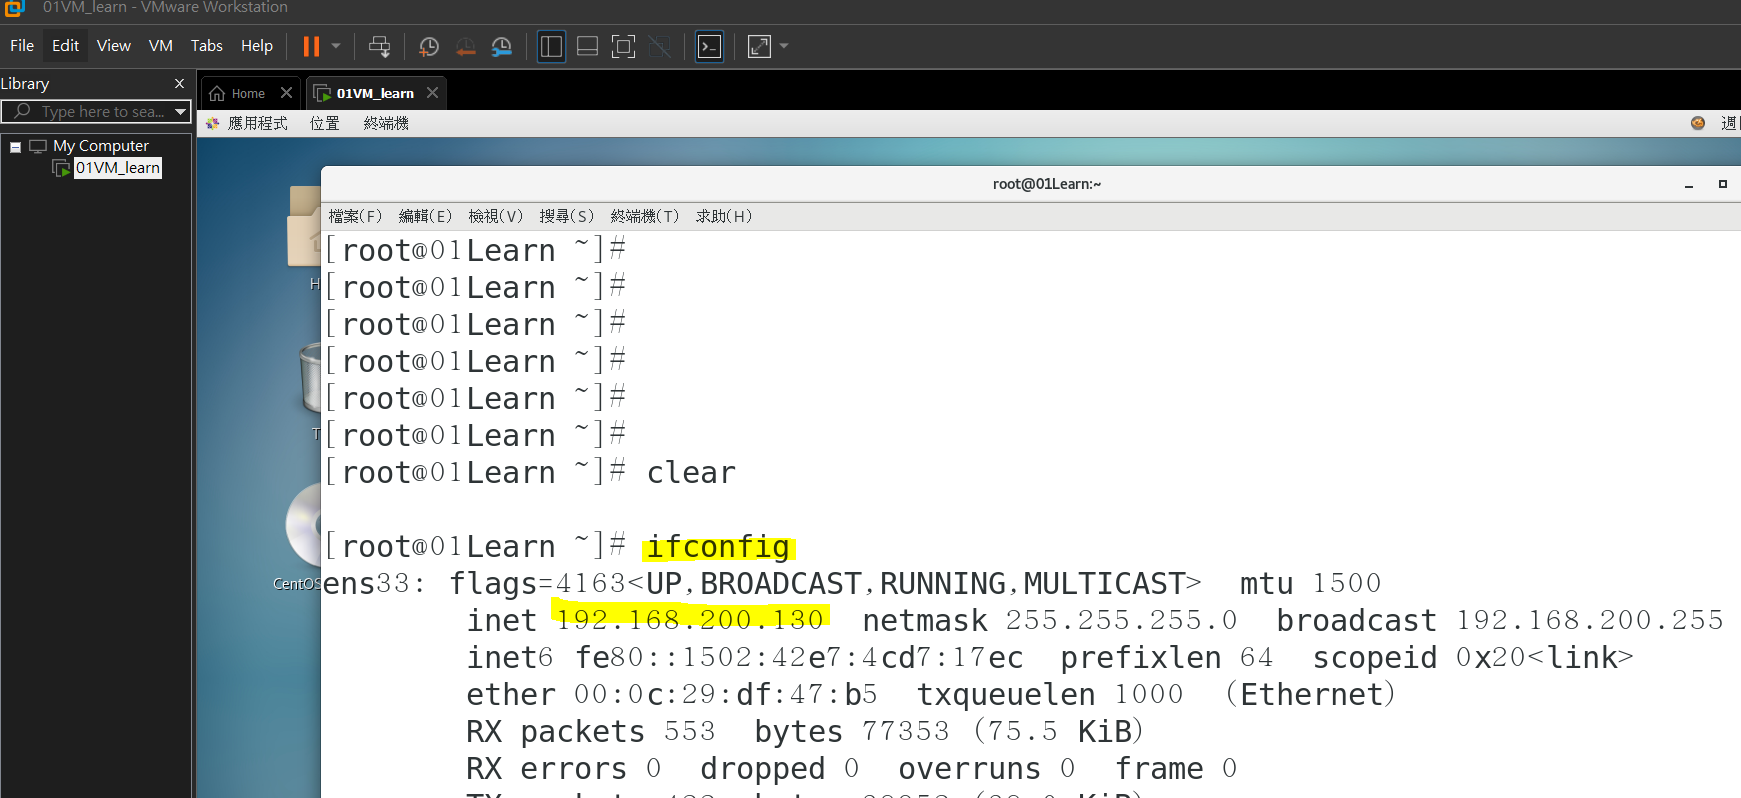 01VM_learn - VMware Workstation
File Edit View VM Tabs Help
Library X
Type here to sea...
Home
01VM_learn
My Computer
01VM_learn
應用程式 位置 終端機
root@01Learn:~
檔案(F) 編輯(E) 檢視(V) 搜尋(S) 終端機(T) 求助(H)
[root@01Learn ~]#
[root@01Learn ~]#
[root@01Learn ~]#
[root@01Learn ~]#
[root@01Learn ~]#
[root@01Learn ~]#
[root@01Learn ~]# clear
[root@01Learn ~]# ifconfig
CentOS
ens33: flags=4163<UP,BROADCAST,RUNNING,MULTICAST> mtu 1500
inet 192.168.200.130 netmask 255.255.255.0 broadcast 192.168.200.255
inet6 fe80::1502:42e7:4cd7:17ec prefixlen 64 scopeid 0x20<link>
ether 00:0c:29:df:47:b5 txqueuelen 1000 (Ethernet)
RX packets 553 bytes 77353 (75.5 KiB)
RX errors 0 dropped 0 overruns 0 frame 0